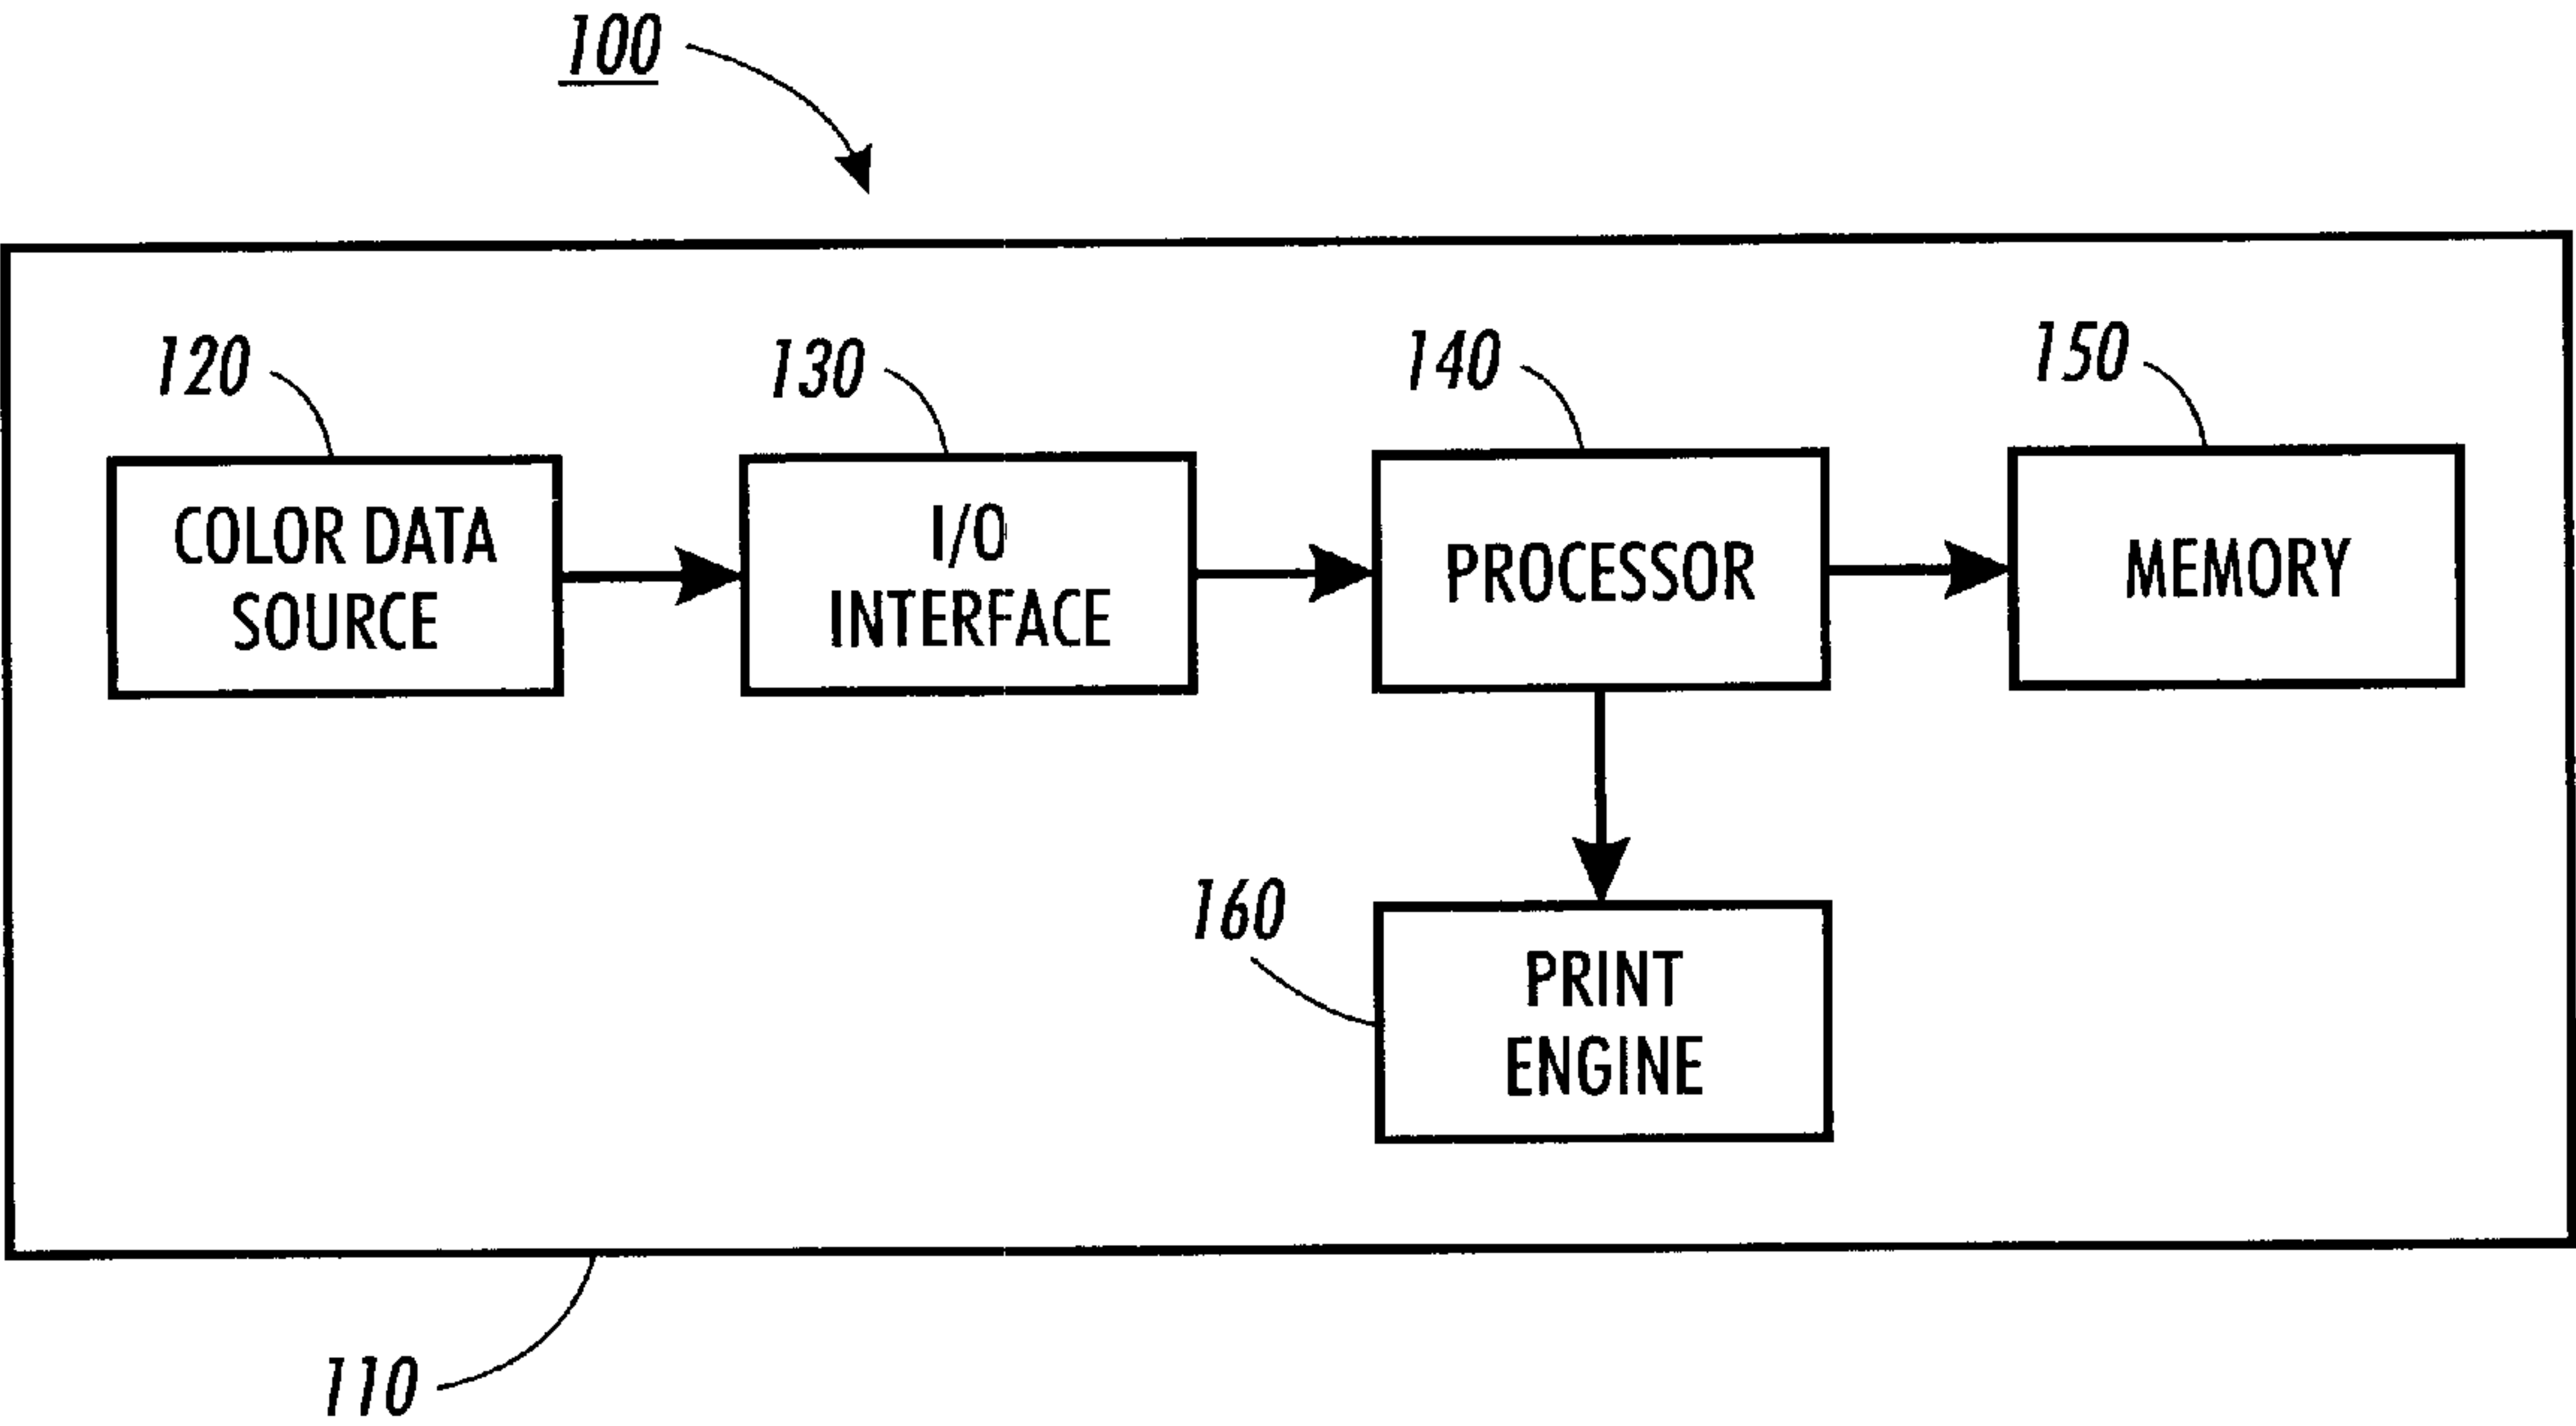 100
120
130
140
150
COLOR DATA
SOURCE
I/O
INTERFACE
PROCESSOR
MEMORY
160
PRINT
ENGINE
110